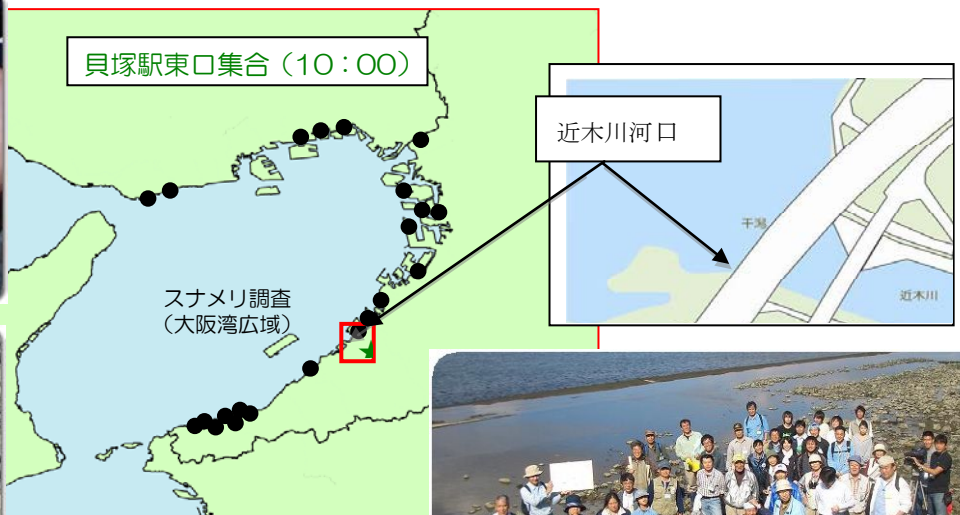 貝塚駅東口集合（10：00）
近木川河口
干潟
近木川
スナメリ調査
（大阪湾広域）